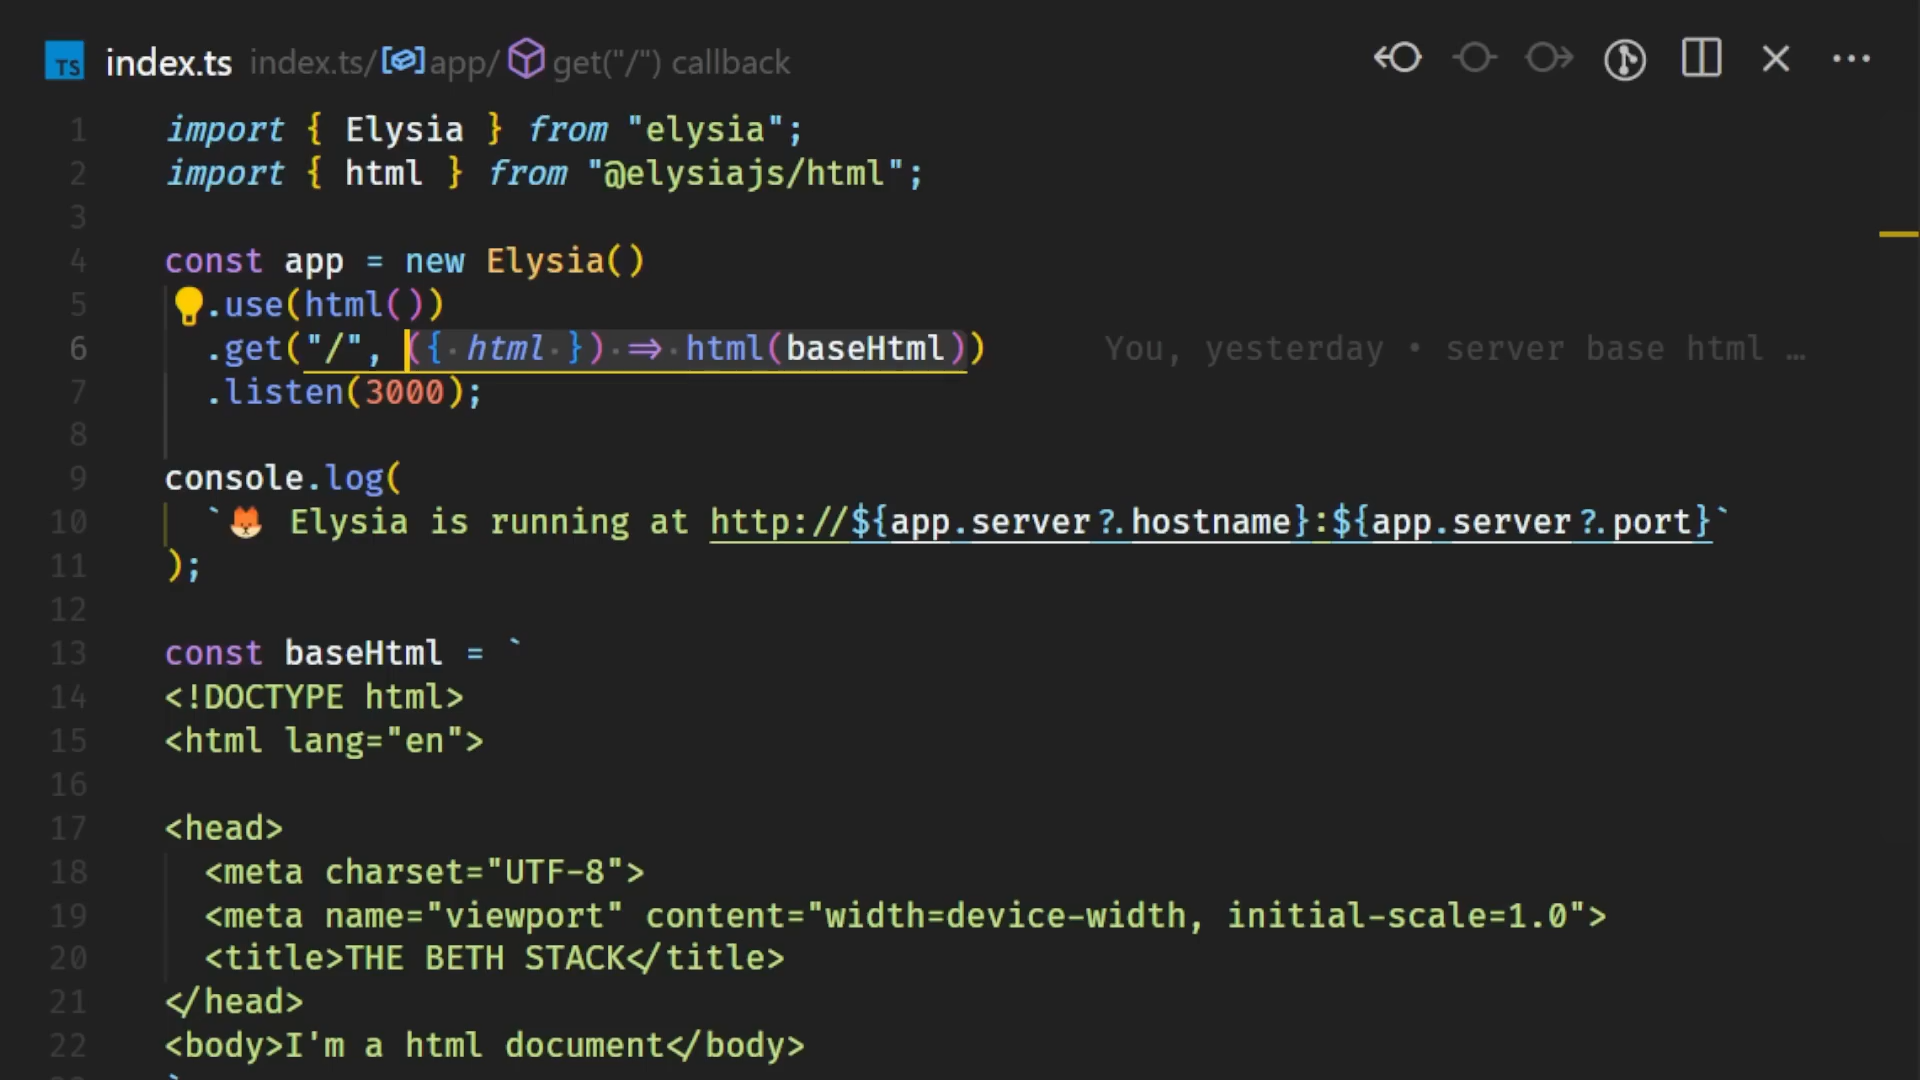 TS index.ts index.ts/app/get("/") callback
1 import { Elysia } from "elysia";
2 import { html } from "@elysiajs/html";
3
4 const app = new Elysia()
5 .use(html())
6 .get("/", ({ html }) => html(baseHtml)) You, yesterday • server base html …
7 .listen(3000);
8
9 console.log(
10 `🦊 Elysia is running at http://${app.server?.hostname}:${app.server?.port}`
11 );
12
13 const baseHtml = `
14 <!DOCTYPE html>
15 <html lang="en">
16
17 <head>
18 <meta charset="UTF-8">
19 <meta name="viewport" content="width=device-width, initial-scale=1.0">
20 <title>THE BETH STACK</title>
21 </head>
22 <body>I'm a html document</body>